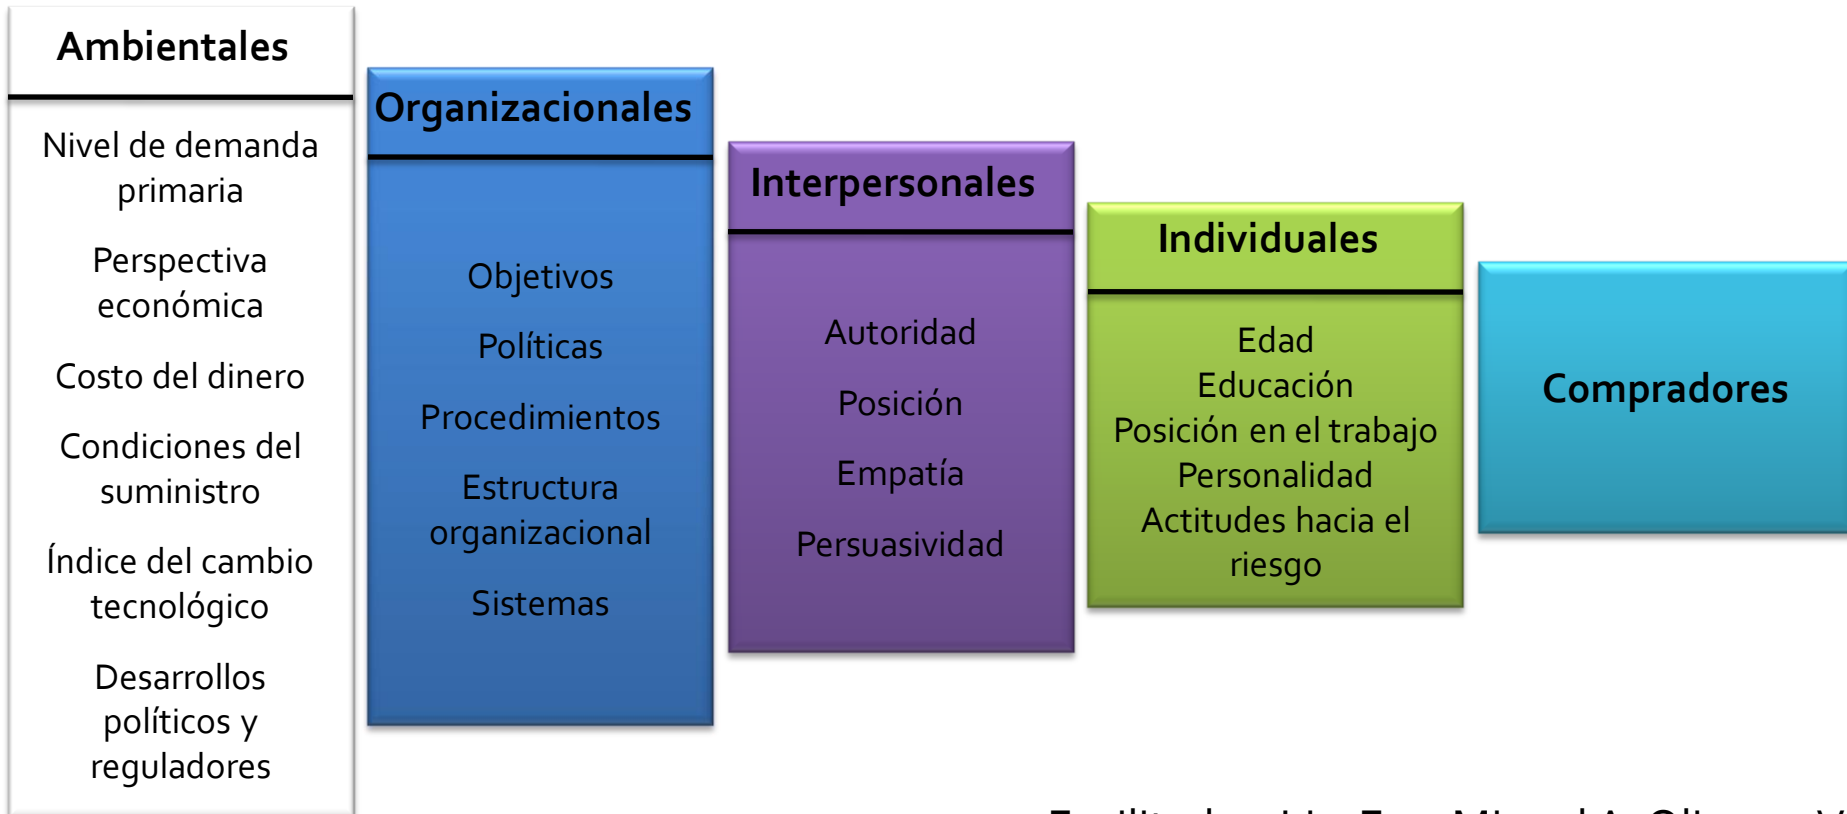 Ambientales
Nivel de demanda
primaria
Perspectiva
económica
Costo del dinero
Condiciones del
suministro
Índice del cambio
tecnológico
Desarrollos
políticos y
reguladores
Organizacionales
Objetivos
Políticas
Procedimientos
Estructura
organizacional
Sistemas
Interpersonales
Autoridad
Posición
Empatía
Persuasividad
Individuales
Edad
Educación
Posición en el trabajo
Personalidad
Actitudes hacia el
riesgo
Compradores